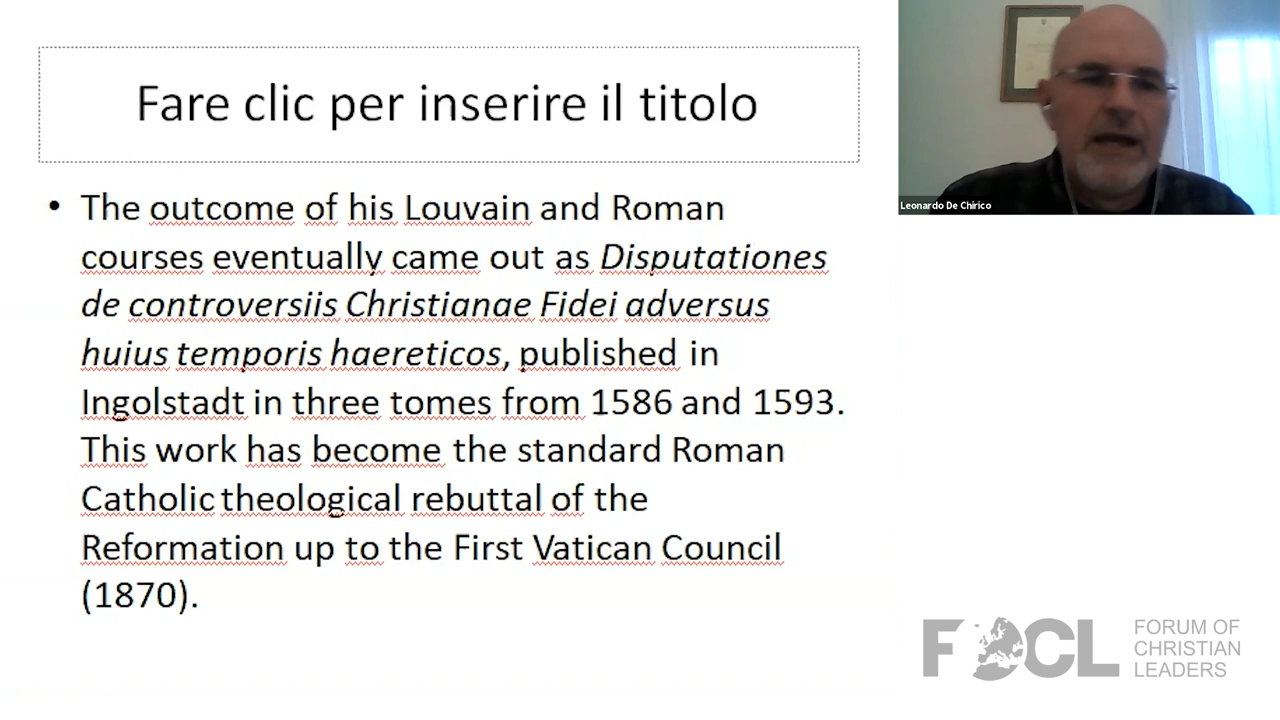 Fare clic per inserire il titolo
• The outcome of his Louvain and Roman
courses eventually came out as Disputationes
de controversiis Christianae Fidei adversus
huius temporis haereticos, published in
Ingolstadt in three tomes from 1586 and 1593.
This work has become the standard Roman
Catholic theological rebuttal of the
Reformation up to the First Vatican Council
(1870).
Leonardo De Chirico
FOCL
FORUM OF
CHRISTIAN
LEADERS